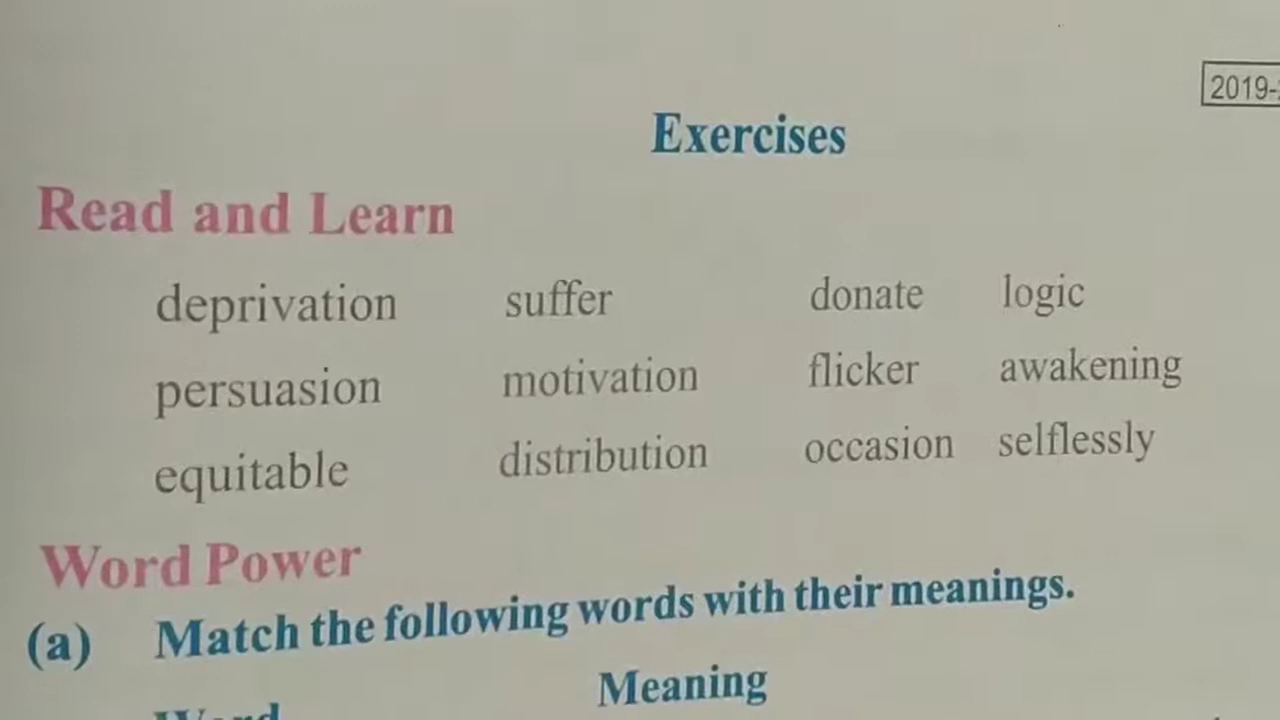 2019-
Exercises
Read and Learn
deprivation suffer donate logic
persuasion motivation flicker awakening
equitable distribution occasion selflessly
Word Power
(a) Match the following words with their meanings.
Word Meaning